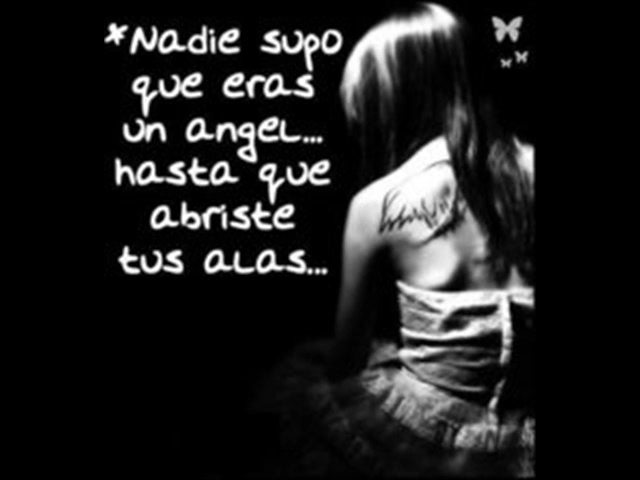 *Nadie supo
que eras
un angel...
hasta que
abriste
tus alas...